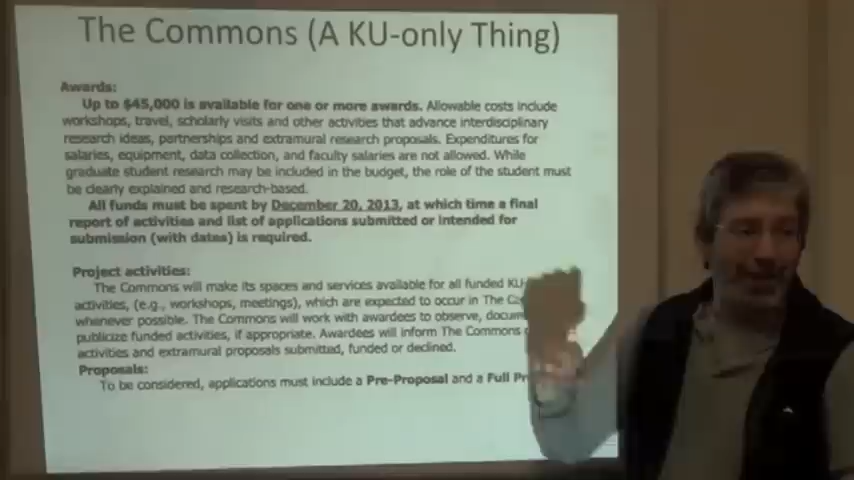 The Commons (A KU-only Thing)
Awards:
Up to $45,000 is available for one or more awards. Allowable costs include
workshops, travel, scholarly visits and other activities that advance interdisciplinary
research ideas, partnerships and extramural research proposals. Expenditures for
salaries, equipment, data collection, and faculty salaries are not allowed. While
graduate student research may be included in the budget, the role of the student must
be clearly explained and research-based.
All funds must be spent by December 20, 2013, at which time a final
report of activities and list of applications submitted or intended for
submission (with dates) is required.
Project activities:
The Commons will make its spaces and services available for all funded KU-
activities, (e.g., workshops, meetings), which are expected to occur in The
whenever possible. The Commons will work with awardees to observe,
publicize funded activities, if appropriate. Awardees will inform The Commons
activities and extramural proposals submitted, funded or declined.
Proposals:
To be considered, applications must include a Pre-Proposal and a Full